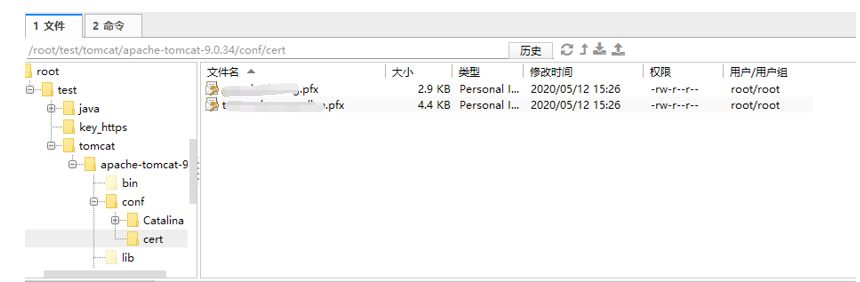 1 文件 2 命令
/root/test/tomcat/apache-tomcat-9.0.34/conf/cert 历史
root
test
java
key_https
tomcat
apache-tomcat-9
bin
conf
Catalina
cert
lib
文件名 大小 类型 修改时间 权限 用户/用户组
.pfx 2.9 KB Personal I... 2020/05/12 15:26 -rw-r--r-- root/root
.pfx 4.4 KB Personal I... 2020/05/12 15:26 -rw-r--r-- root/root